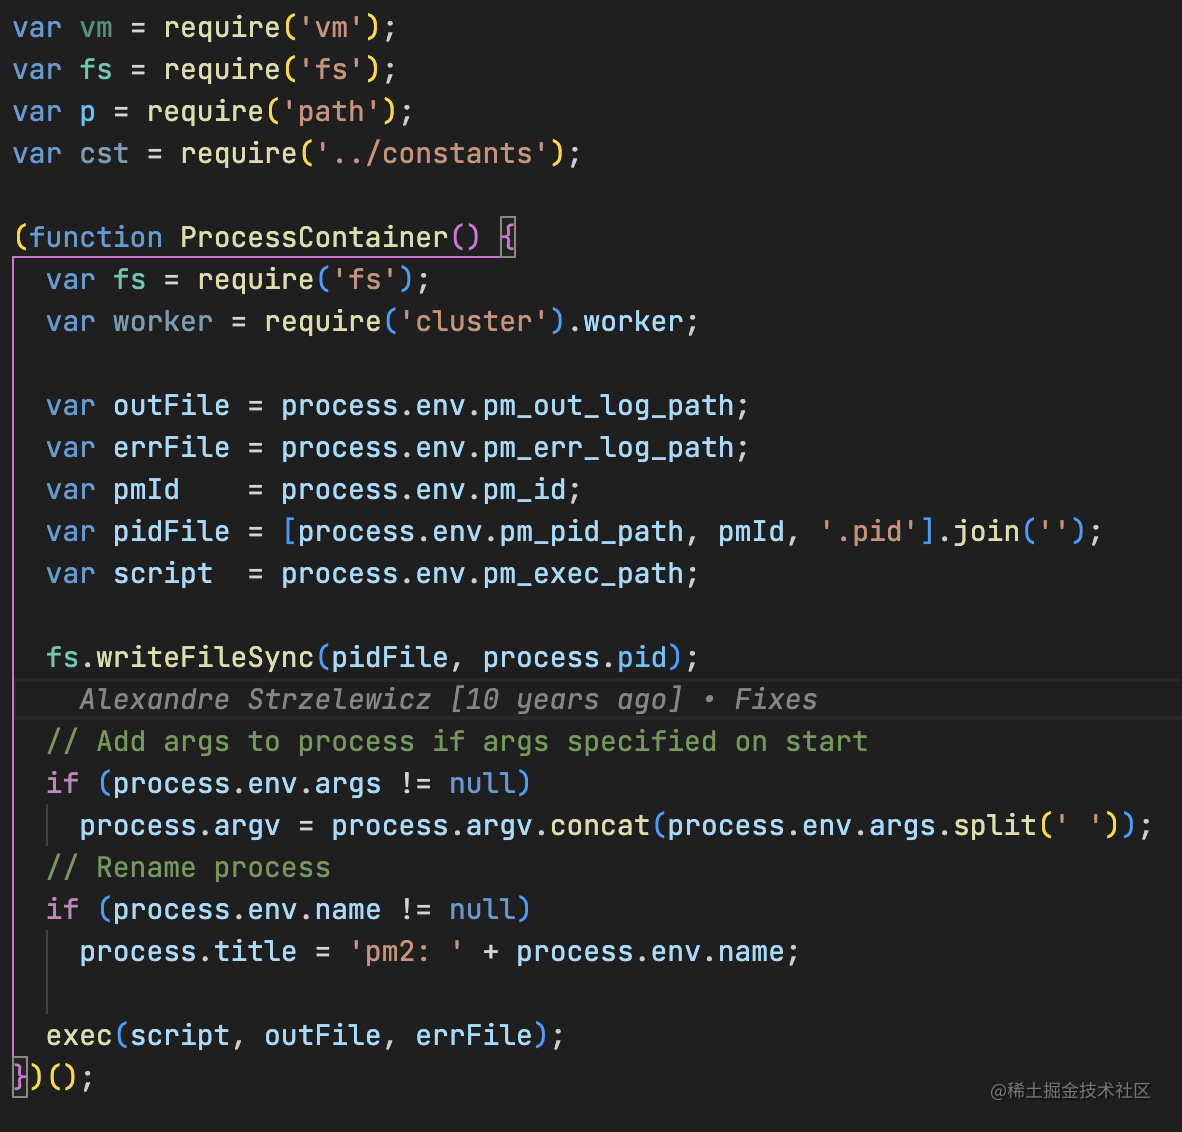 var vm = require('vm');
var fs = require('fs');
var p = require('path');
var cst = require('../constants');
(function ProcessContainer() {
  var fs = require('fs');
  var worker = require('cluster').worker;
  var outFile = process.env.pm_out_log_path;
  var errFile = process.env.pm_err_log_path;
  var pmId    = process.env.pm_id;
  var pidFile = [process.env.pm_pid_path, pmId, '.pid'].join('');
  var script  = process.env.pm_exec_path;
  fs.writeFileSync(pidFile, process.pid);
    Alexandre Strzelewicz [10 years ago] • Fixes
  // Add args to process if args specified on start
  if (process.env.args != null)
    process.argv = process.argv.concat(process.env.args.split(' '));
  // Rename process
  if (process.env.name != null)
    process.title = 'pm2: ' + process.env.name;
  exec(script, outFile, errFile);
})();
@稀土掘金技术社区